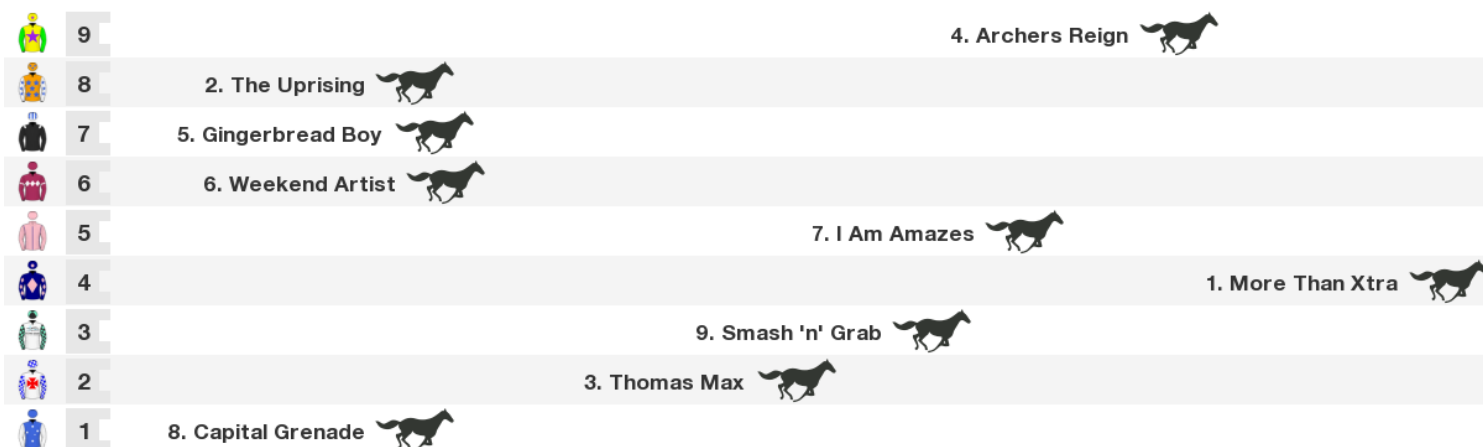 9 4. Archers Reign
8 2. The Uprising
7 5. Gingerbread Boy
6 6. Weekend Artist
5 7. I Am Amazes
4 1. More Than Xtra
3 9. Smash 'n' Grab
2 3. Thomas Max
1 8. Capital Grenade